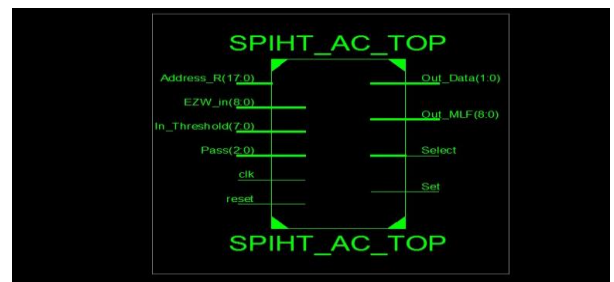 SPIHT_AC_TOP
Address_R(17:0)
Out_Data(1:0)
EZW_in(8:0)
Out_MLF(8:0)
In_Threshold(7:0)
Pass(2:0)
Select
clk
Set
reset
SPIHT_AC_TOP